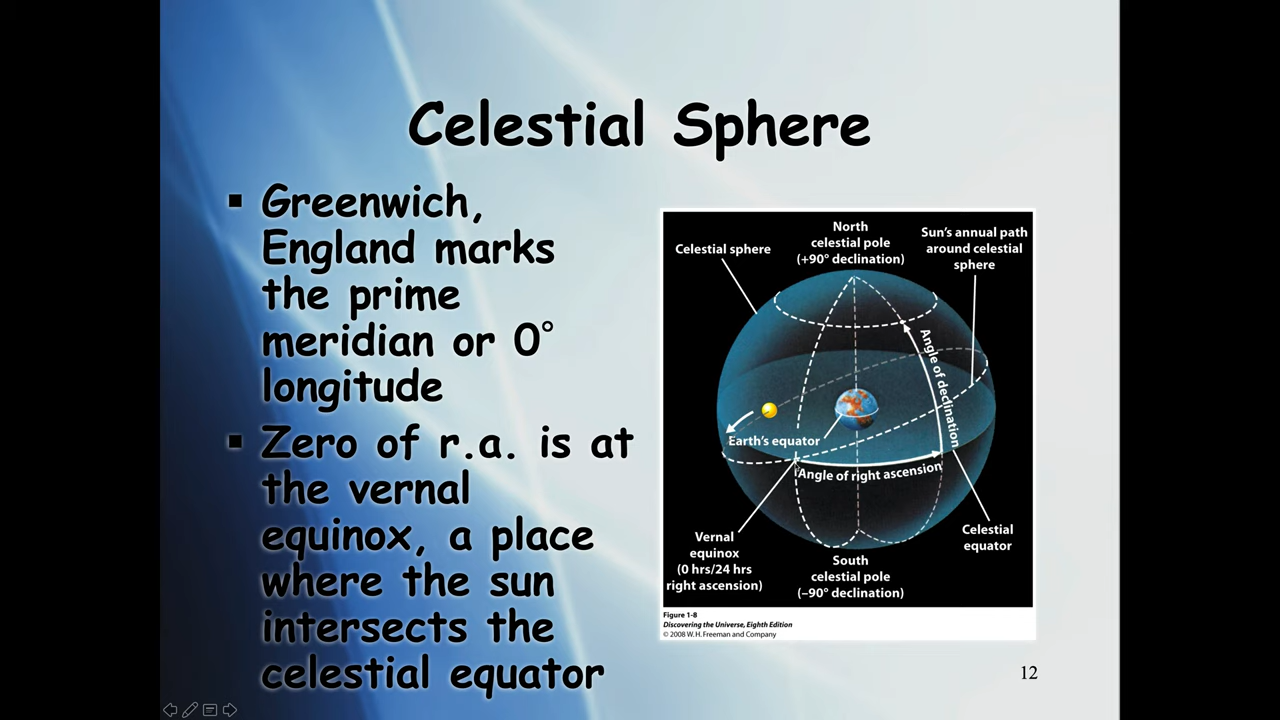 Celestial Sphere
▪ Greenwich,
England marks
the prime
meridian or 0°
longitude
▪ Zero of r.a. is at
the vernal
equinox, a place
where the sun
intersects the
celestial equator
Celestial sphere
North
celestial pole
(+90° declination)
Sun's annual path
around celestial
sphere
Angle of declination
Earth's equator
Angle of right ascension
Vernal
equinox
(0 hrs/24 hrs
right ascension)
South
celestial pole
(–90° declination)
Celestial
equator
Figure 1-8
Discovering the Universe, Eighth Edition
© 2008 W. H. Freeman and Company
12